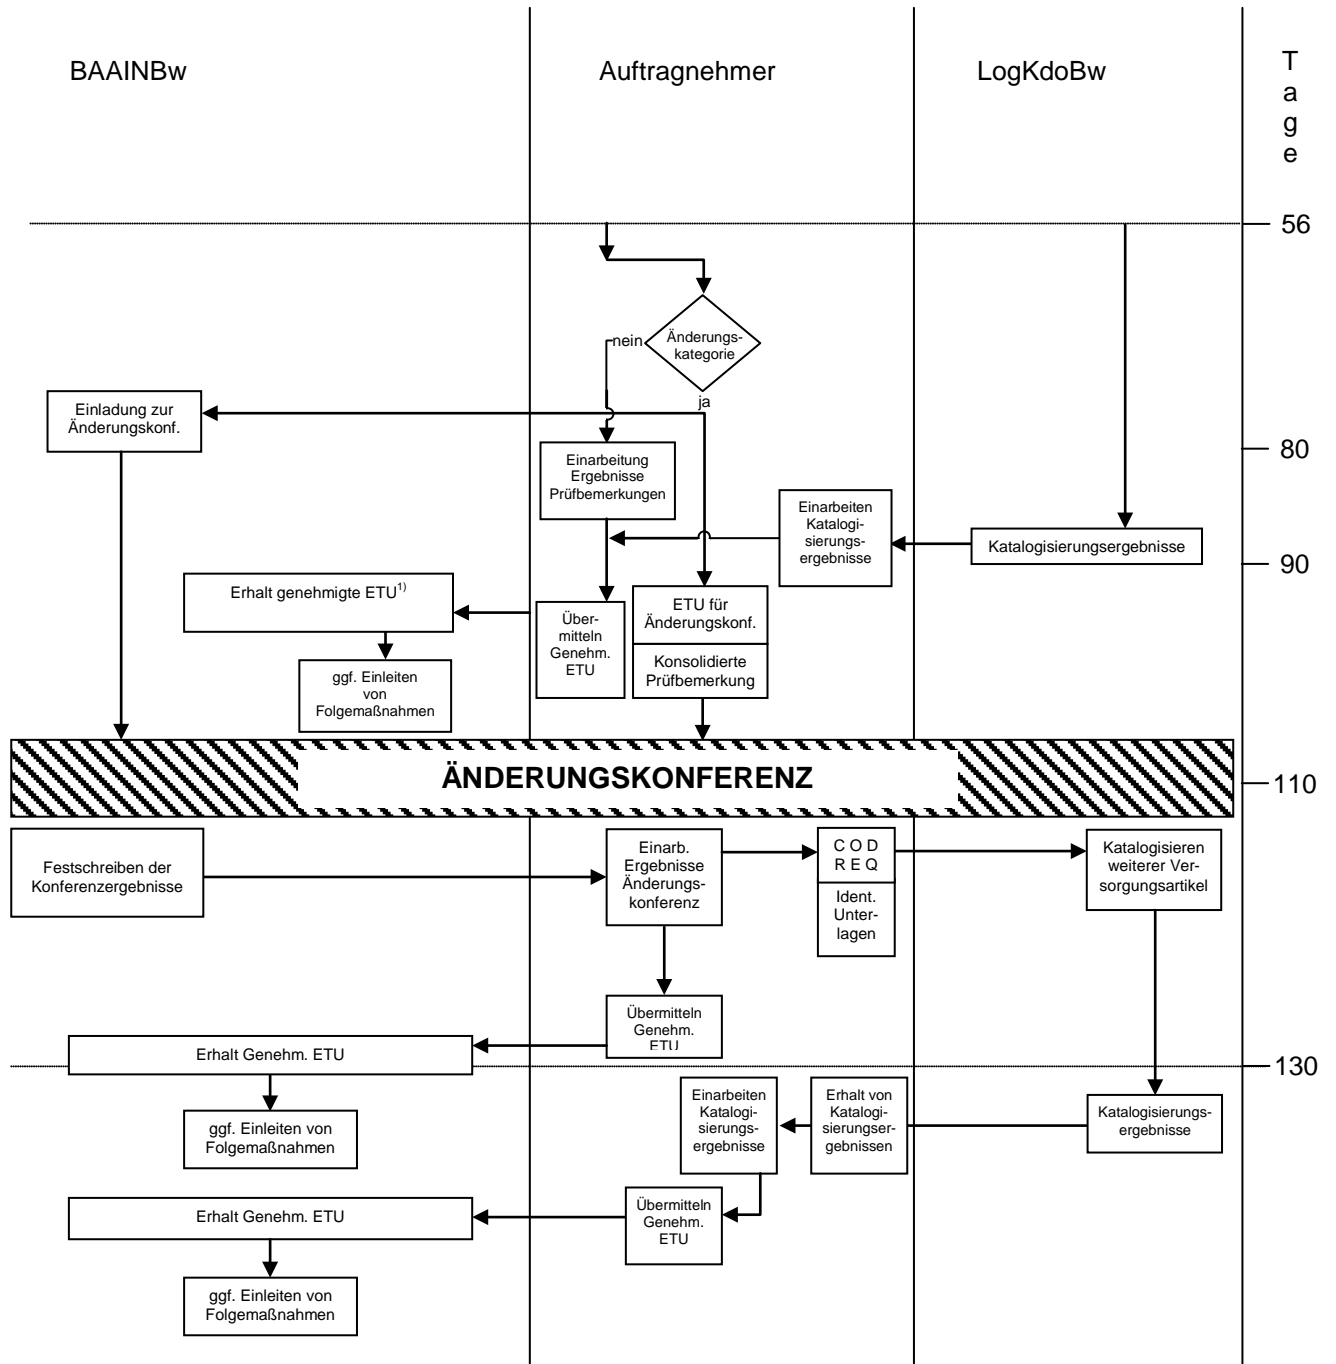 BAAINBw
Auftragnehmer
LogKdoBw
T
a
g
e
56
Änderungs-
kategorie
nein
ja
Einladung zur
Änderungskonf.
80
Einarbeitung
Ergebnisse
Prüfbemerkungen
Einarbeiten
Katalogi-
sierungs-
ergebnisse
Katalogisierungsergebnisse
90
Erhalt genehmigte ETU1)
Über-
mitteln
Genehm.
ETU
ETU für
Änderungskonf.
Konsolidierte
Prüfbemerkung
ggf. Einleiten
von
Folgemaßnahmen
ÄNDERUNGSKONFERENZ
110
Festschreiben der
Konferenzergebnisse
Einarb.
Ergebnisse
Änderungs-
konferenz
C O D
R E Q
Ident.
Unter-
lagen
Katalogisieren
weiterer Ver-
sorgungsartikel
Übermitteln
Genehm.
ETU
Erhalt Genehm. ETU
130
ggf. Einleiten von
Folgemaßnahmen
Einarbeiten
Katalogi-
sierungs-
ergebnisse
Erhalt von
Katalogi-
sierungser-
gebnissen
Katalogisierungs-
ergebnisse
Übermitteln
Genehm.
ETU
Erhalt Genehm. ETU
ggf. Einleiten von
Folgemaßnahmen